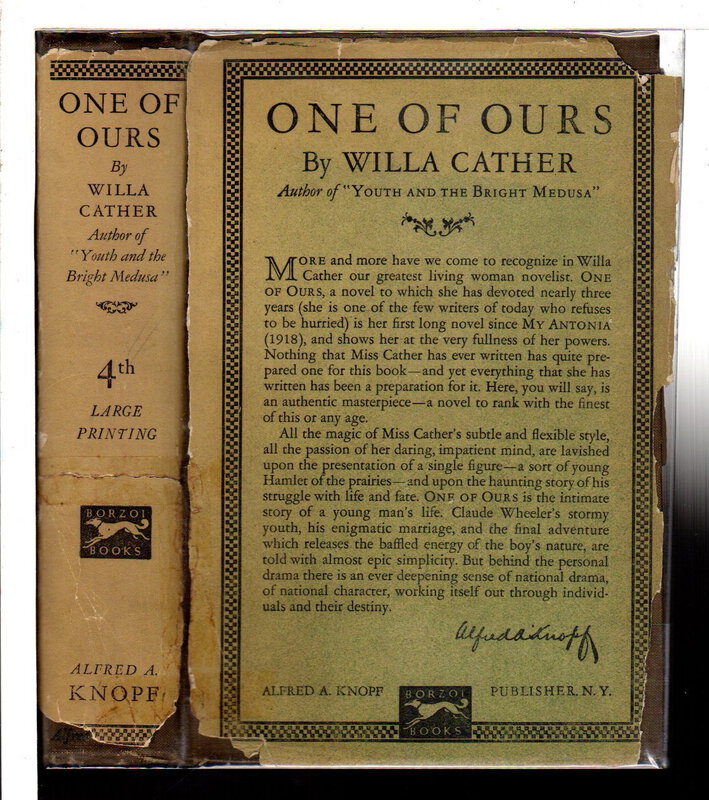 ONE OF
OURS
By
WILLA
CATHER
Author of
"Youth and the
Bright Medusa"
4th
LARGE
PRINTING
BORZOI
BOOKS
ALFRED A.
KNOPF
ONE OF OURS
By WILLA CATHER
Author of "YOUTH AND THE BRIGHT MEDUSA"
MORE and more have we come to recognize in Willa
Cather our greatest living woman novelist. ONE
OF OURS, a novel to which she has devoted nearly three
years (she is one of the few writers of today who refuses
to be hurried) is her first long novel since MY ANTONIA
(1918), and shows her at the very fullness of her powers.
Nothing that Miss Cather has ever written has quite pre-
pared one for this book—and yet everything that she has
written has been a preparation for it. Here, you will say, is
an authentic masterpiece—a novel to rank with the finest
of this or any age.
All the magic of Miss Cather's subtle and flexible style,
all the passion of her daring, impatient mind, are lavished
upon the presentation of a single figure—a sort of young
Hamlet of the prairies—and upon the haunting story of his
struggle with life and fate. ONE OF OURS is the intimate
story of a young man's life. Claude Wheeler's stormy
youth, his enigmatic marriage, and the final adventure
which releases the baffled energy of the boy's nature, are
told with almost epic simplicity. But behind the personal
drama there is an ever deepening sense of national drama,
of national character, working itself out through individ-
uals and their destiny.
Alfred A Knopf
ALFRED A. KNOPF
BORZOI
BOOKS
PUBLISHER. N. Y.